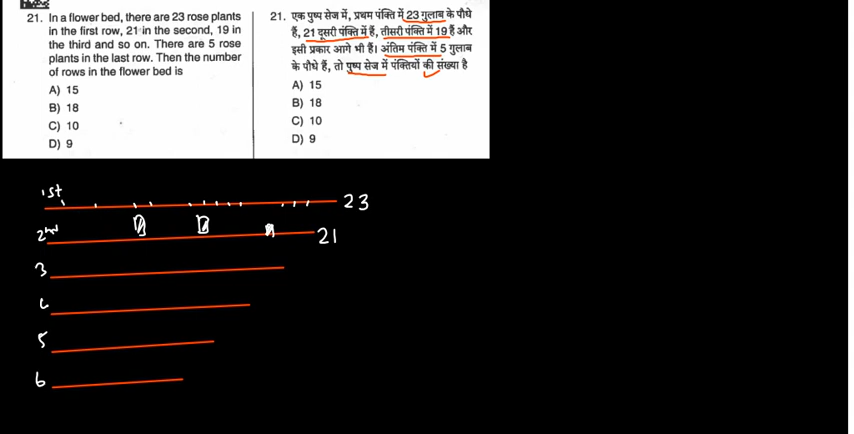 21. In a flower bed, there are 23 rose plants
in the first row, 21 in the second, 19 in
the third and so on. There are 5 rose
plants in the last row. Then the number
of rows in the flower bed is
A) 15
B) 18
C) 10
D) 9
21. एक पुष्प सेज में, प्रथम पंक्ति में 23 गुलाब के पौधे
हैं, 21 दूसरी पंक्ति में हैं, तीसरी पंक्ति में 19 हैं और
इसी प्रकार आगे भी हैं। अंतिम पंक्ति में 5 गुलाब
के पौधे हैं, तो पुष्प सेज में पंक्तियों की संख्या है
A) 15
B) 18
C) 10
D) 9
1st 23
2nd 21
3
4
5
6